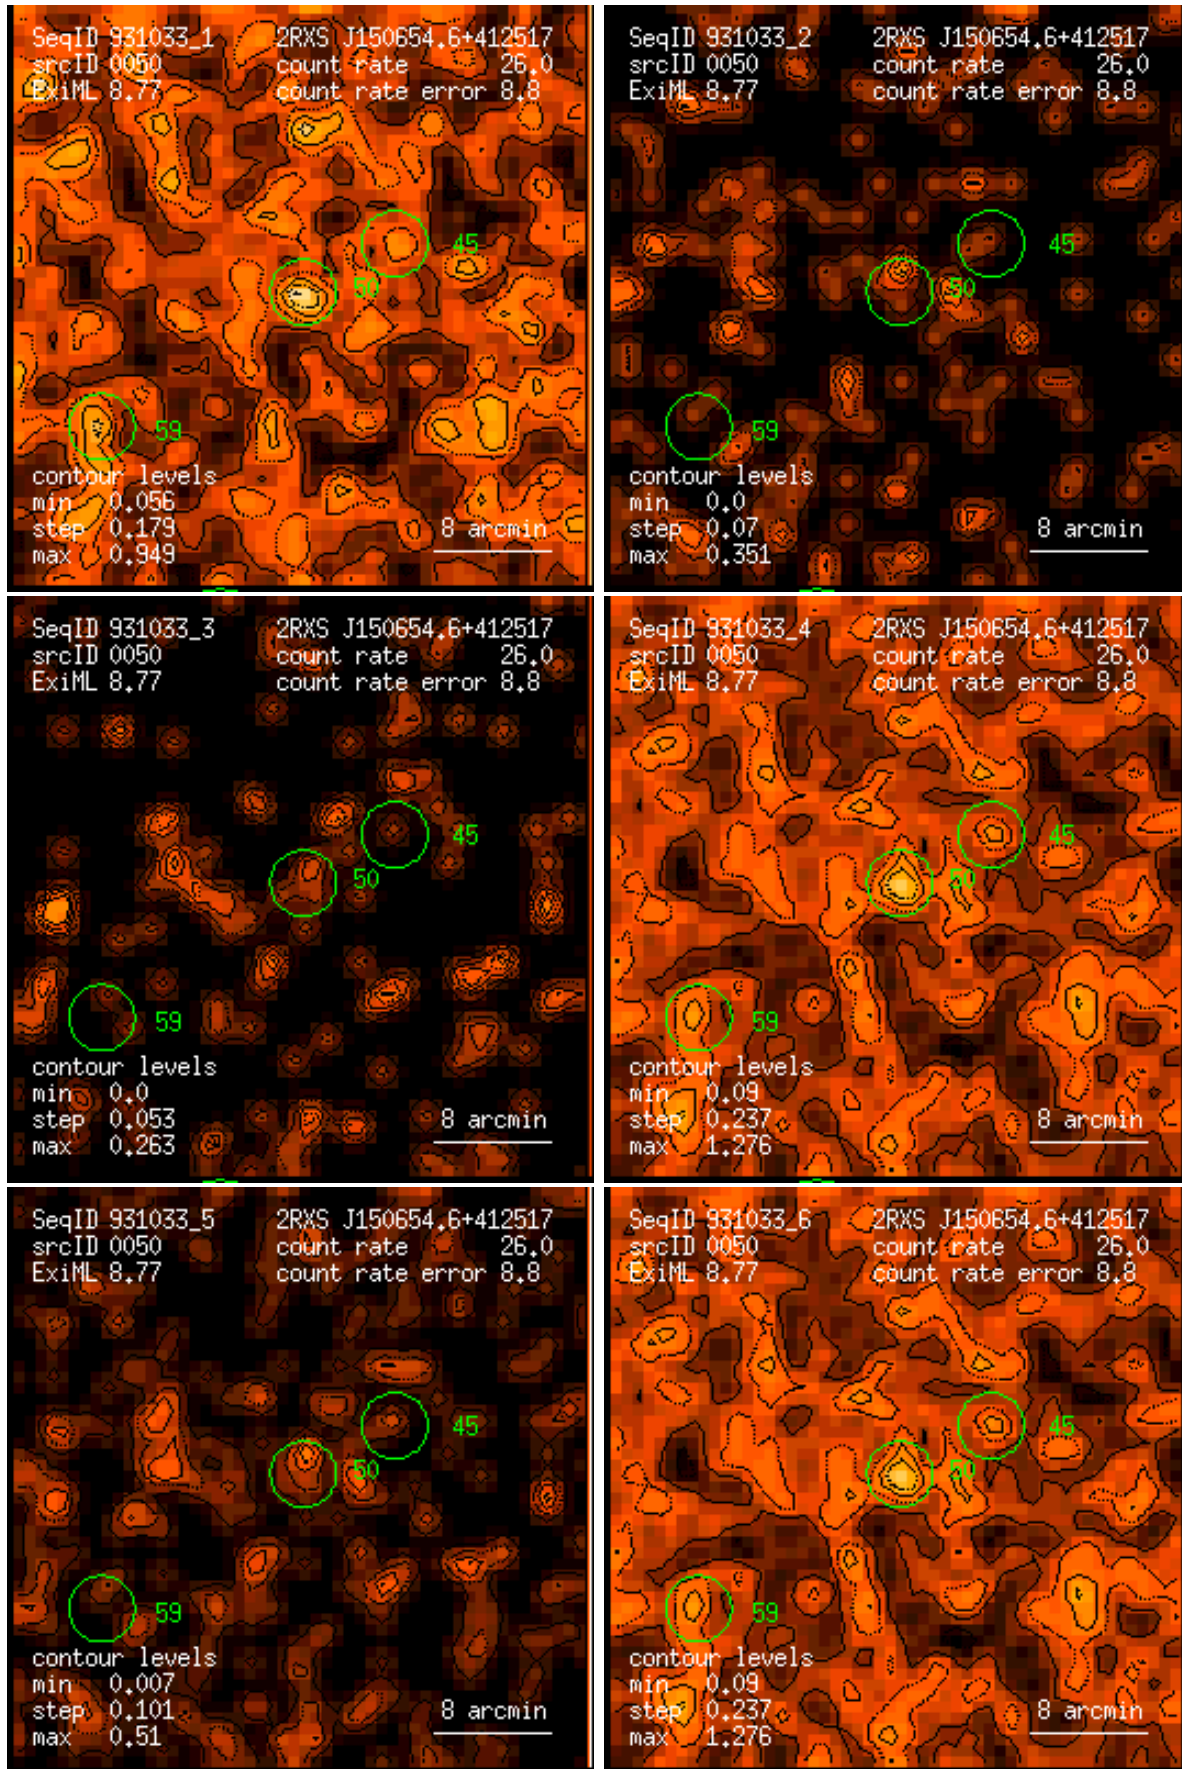 SeqID 931033_1 2RXS J150654.6+412517
srcID 0050 count rate 26.0
ExiML 8.77 count rate error 8.8
45
50
59
contour levels
min 0.056
step 0.179 8 arcmin
max 0.949
SeqID 931033_2 2RXS J150654.6+412517
srcID 0050 count rate 26.0
ExiML 8.77 count rate error 8.8
45
50
59
contour levels
min 0.0
step 0.07 8 arcmin
max 0.351
SeqID 931033_3 2RXS J150654.6+412517
srcID 0050 count rate 26.0
ExiML 8.77 count rate error 8.8
45
50
59
contour levels
min 0.0
step 0.053 8 arcmin
max 0.263
SeqID 931033_4 2RXS J150654.6+412517
srcID 0050 count rate 26.0
ExiML 8.77 count rate error 8.8
45
50
59
contour levels
min 0.09
step 0.237 8 arcmin
max 1.276
SeqID 931033_5 2RXS J150654.6+412517
srcID 0050 count rate 26.0
ExiML 8.77 count rate error 8.8
45
50
59
contour levels
min 0.007
step 0.101 8 arcmin
max 0.51
SeqID 931033_6 2RXS J150654.6+412517
srcID 0050 count rate 26.0
ExiML 8.77 count rate error 8.8
45
50
59
contour levels
min 0.09
step 0.237 8 arcmin
max 1.276